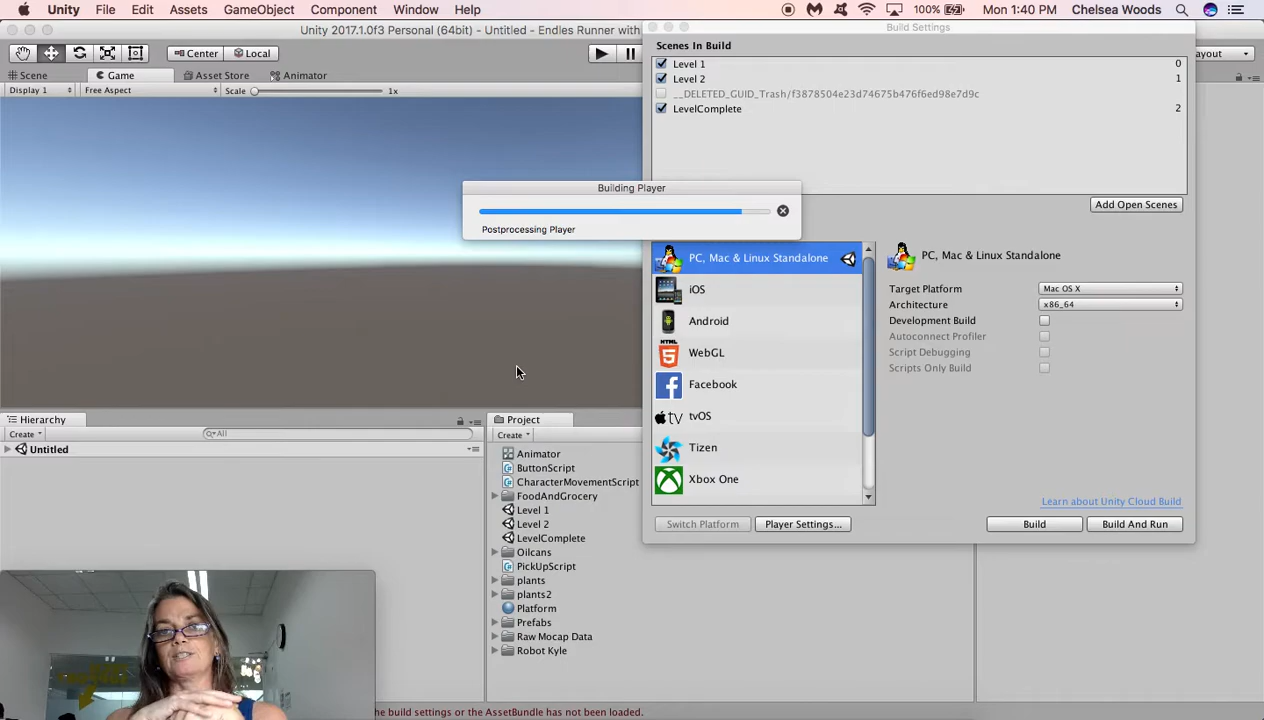 Unity File Edit Assets GameObject Component Window Help 100% Mon 1:40 PM Chelsea Woods
Unity 2017.1.0f3 Personal (64bit) - Untitled - Endles Runner with
Build Settings
Center Local
ayout
Scene Game Asset Store Animator
Display 1 Free Aspect Scale 1x
Scenes In Build
Level 1 0
Level 2 1
__DELETED_GUID_Trash/f3878504e23d74675b476f6ed98e7d9c
LevelComplete 2
Add Open Scenes
Building Player
Postprocessing Player
PC, Mac & Linux Standalone
iOS
Android
HTML
5
WebGL
Facebook
tv
tvOS
Tizen
Xbox One
PC, Mac & Linux Standalone
Target Platform Mac OS X
Architecture x86_64
Development Build
Autoconnect Profiler
Script Debugging
Scripts Only Build
Learn about Unity Cloud Build
Switch Platform Player Settings... Build Build And Run
Hierarchy
Create All
Untitled
Project
Create
Animator
ButtonScript
CharacterMovementScript
FoodAndGrocery
Level 1
Level 2
LevelComplete
Oilcans
PickUpScript
plants
plants2
Platform
Prefabs
Raw Mocap Data
Robot Kyle
he build settings or the AssetBundle has not been loaded.